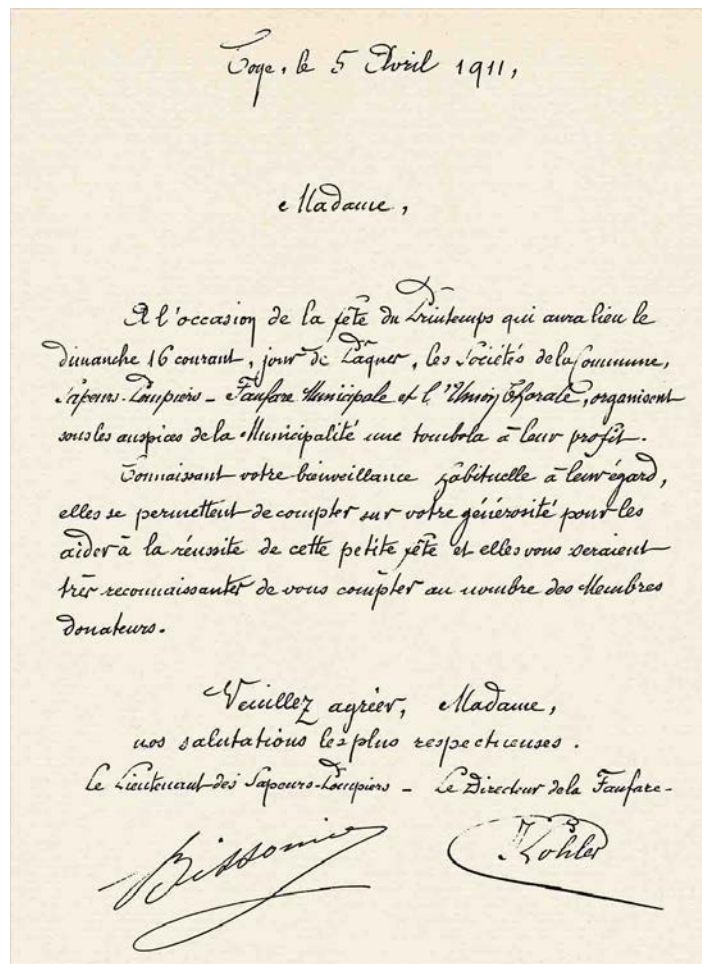 Coye, le 5 Avril 1911,
Madame,
A l'occasion de la fête du Printemps qui aura lieu le
dimanche 16 courant, jour de Pâques, les Sociétés de la Commune,
Sapeurs-Pompiers - Fanfare Municipale et l'Union Chorale, organisent
sous les auspices de la Municipalité une tombola à leur profit.
Connaissant votre bienveillance habituelle à leur égard,
elles se permettent de compter sur votre générosité pour les
aider à la réussite de cette petite fête et elles vous seraient
très reconnaissantes de vous compter au nombre des Membres
donateurs.
Veuillez agréer, Madame,
nos salutations les plus respectueuses.
Le Lieutenant des Sapeurs-Pompiers - Le Directeur de la Fanfare -
Kohler